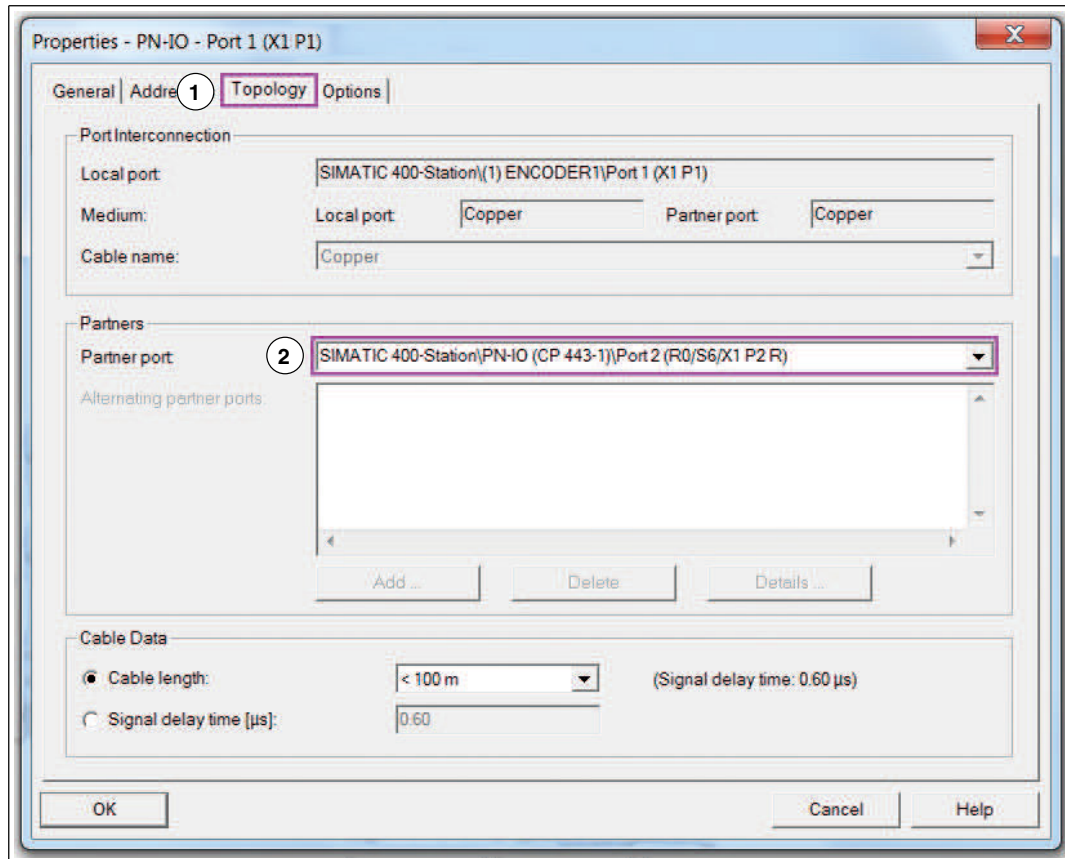 Properties - PN-IO - Port 1 (X1 P1)
X
General Addre 1 Topology Options
Port Interconnection
Local port: SIMATIC 400-Station\(1) ENCODER1\Port 1 (X1 P1)
Medium: Local port: Copper Partner port: Copper
Cable name: Copper
Partners
Partner port: 2 SIMATIC 400-Station\PN-IO (CP 443-1)\Port 2 (R0/S6/X1 P2 R)
Alternating partner ports
Add ... Delete Details ...
Cable Data
Cable length: < 100 m (Signal delay time: 0.60 µs)
Signal delay time [µs]: 0.60
OK Cancel Help